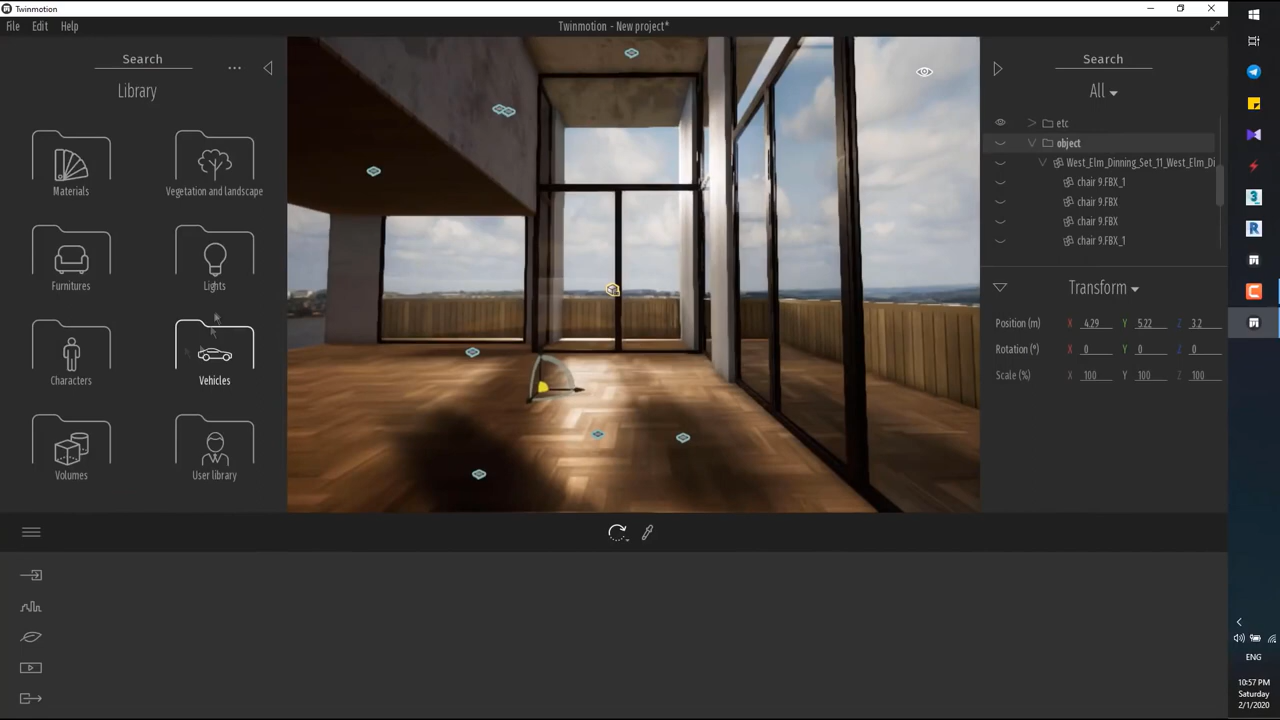 Twinmotion
File Edit Help
Twinmotion - New project*
Search
Library
Materials
Vegetation and landscape
Furnitures
Lights
Characters
Vehicles
Volumes
User library
Search
All
etc
object
West_Elm_Dinning_Set_11_West_Elm_Di
chair 9.FBX_1
chair 9.FBX
chair 9.FBX
chair 9.FBX_1
Transform
Position (m) X 4.29 Y 5.22 Z 3.2
Rotation (°) X 0 Y 0 Z 0
Scale (%) X 100 Y 100 Z 100
ENG
10:57 PM
Saturday
2/1/2020